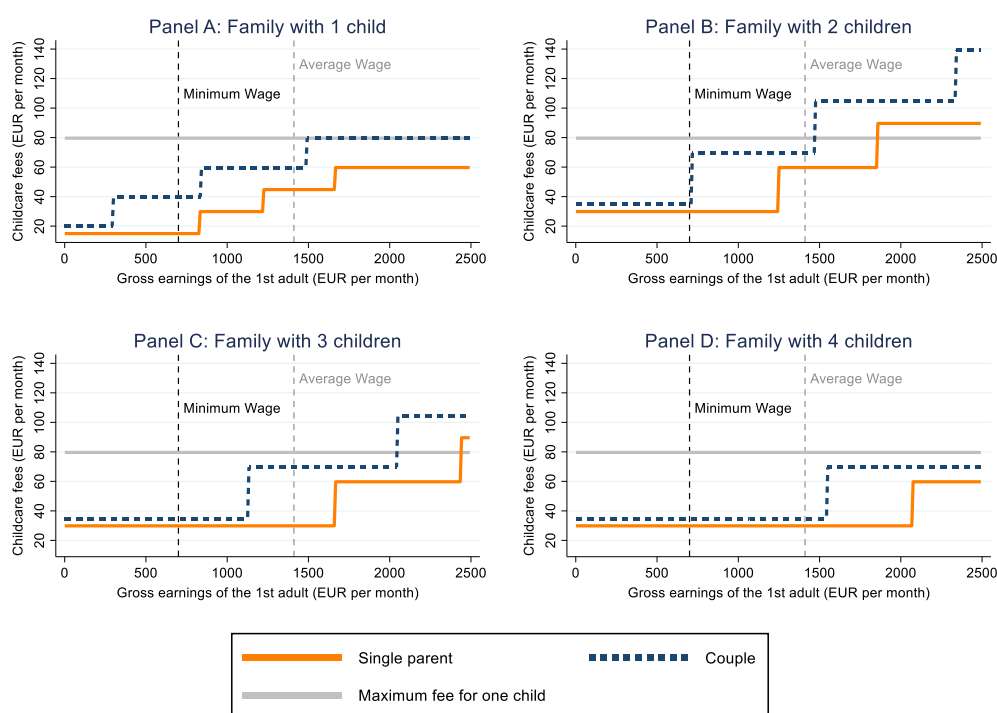 Panel A: Family with 1 child
Childcare fees (EUR per month)
140
120
100
80
60
40
20
Average Wage
Minimum Wage
0 500 1000 1500 2000 2500
Gross earnings of the 1st adult (EUR per month)
Panel B: Family with 2 children
Childcare fees (EUR per month)
140
120
100
80
60
40
20
Average Wage
Minimum Wage
0 500 1000 1500 2000 2500
Gross earnings of the 1st adult (EUR per month)
Panel C: Family with 3 children
Childcare fees (EUR per month)
140
120
100
80
60
40
20
Average Wage
Minimum Wage
0 500 1000 1500 2000 2500
Gross earnings of the 1st adult (EUR per month)
Panel D: Family with 4 children
Childcare fees (EUR per month)
140
120
100
80
60
40
20
Average Wage
Minimum Wage
0 500 1000 1500 2000 2500
Gross earnings of the 1st adult (EUR per month)
Single parent
Couple
Maximum fee for one child